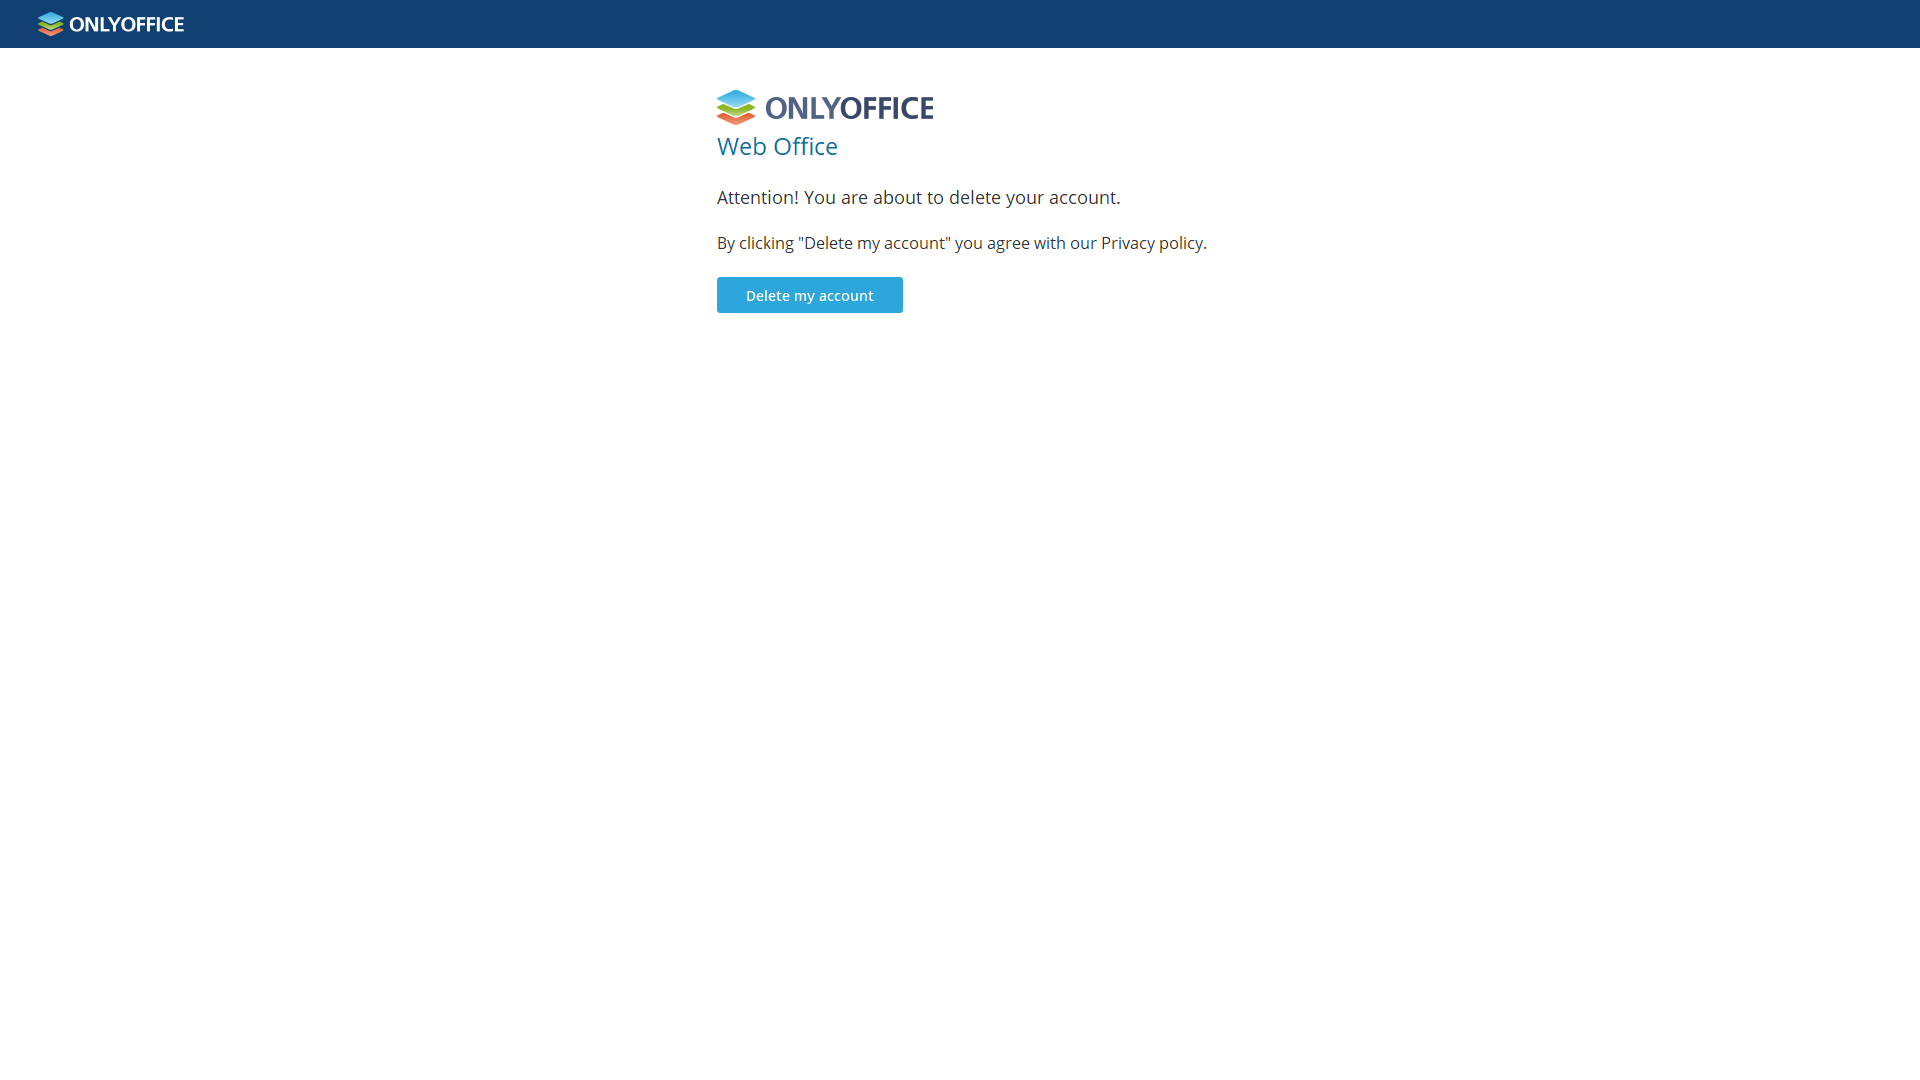 ONLYOFFICE
ONLYOFFICE
Web Office
Attention! You are about to delete your account.
By clicking "Delete my account" you agree with our Privacy policy.
Delete my account